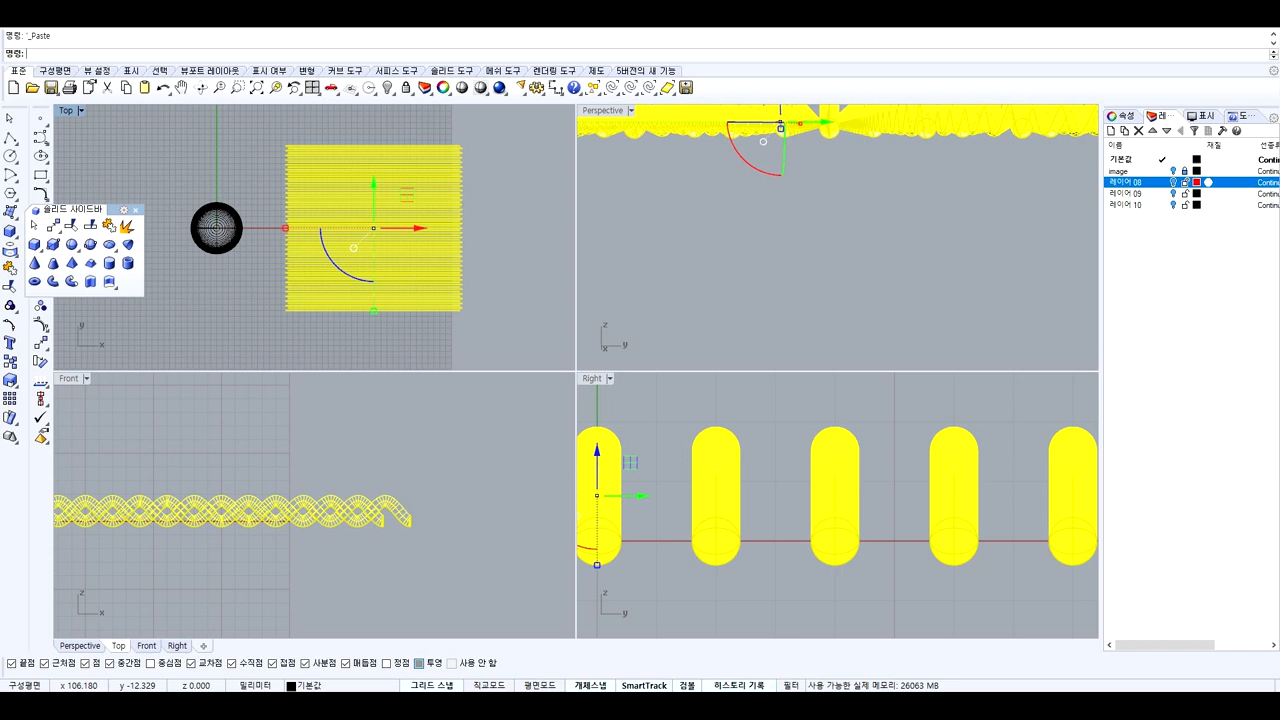 명령: '_Paste
명령:
표준 구성평면 뷰 설정 표시 선택 뷰포트 레이아웃 표시 여부 변형 커브 도구 서피스 도구 솔리드 도구 메쉬 도구 렌더링 도구 제도 5버전의 새 기능
Top
Perspective
속성 레... 표시 도...
이름 재질 선종류
기본값 Contin
image Continu
레이어 08 Continu
레이어 09 Continu
레이어 10 Continu
솔리드 사이드바
y
x
z
x y
Front
Right
z
x
z
y
Perspective Top Front Right
끝점 근처점 점 중간점 중심점 교차점 수직점 접점 사분점 매듭점 정점 투영 사용 안 함
구성평면 x 106.180 y -12.329 z 0.000 밀리미터 기본값 그리드 스냅 직교모드 평면모드 개체스냅 SmartTrack 검볼 히스토리 기록 필터 사용 가능한 실제 메모리: 26063 MB